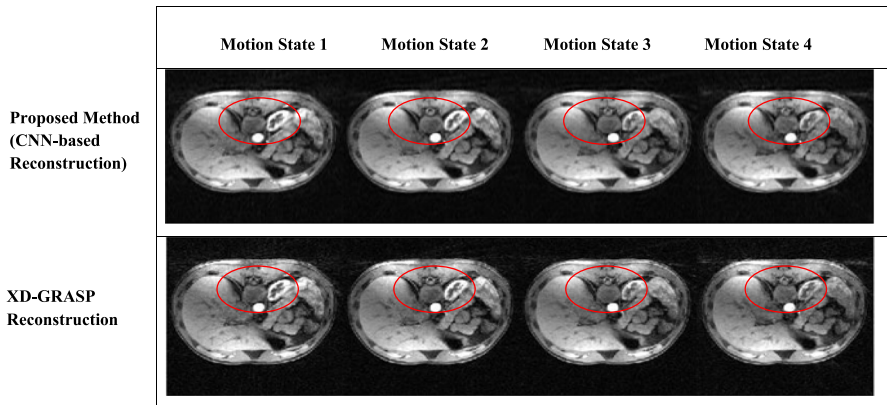 Motion State 1 Motion State 2 Motion State 3 Motion State 4
Proposed Method
(CNN-based
Reconstruction)
XD-GRASP
Reconstruction